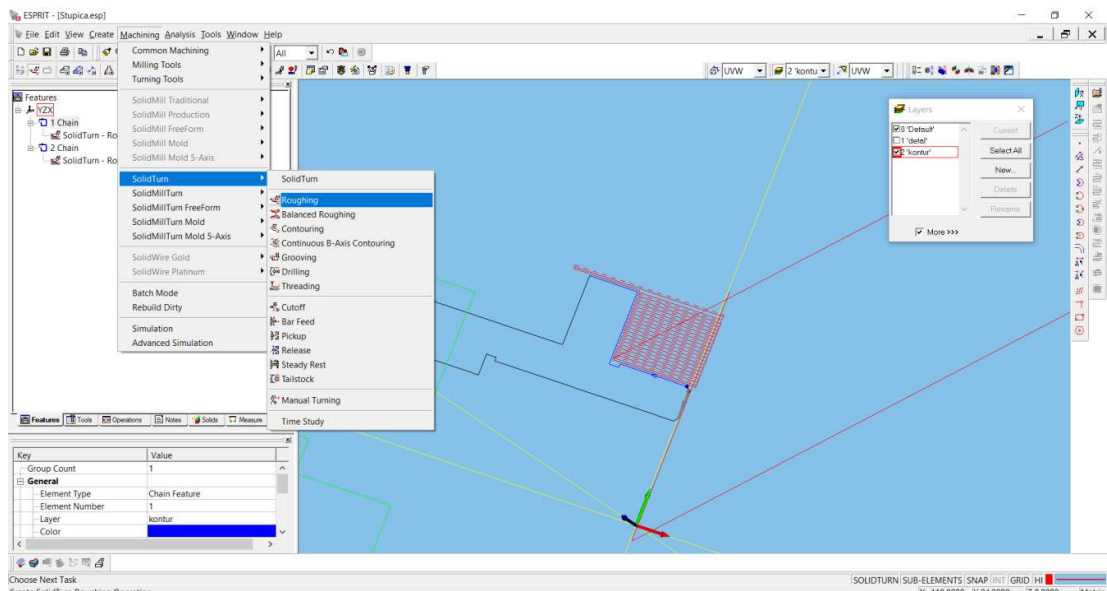 ESPRIT - [Stupica.esp]
File Edit View Create Machining Analysis Tools Window Help
All
UVW
2 'kontu
UVW
Common Machining
Milling Tools
Turning Tools
SolidMill Traditional
SolidMill Production
SolidMill FreeForm
SolidMill Mold
SolidMill Mold 5-Axis
SolidTurn
SolidMillTurn
SolidMillTurn FreeForm
SolidMillTurn Mold
SolidMillTurn Mold 5-Axis
SolidWire Gold
SolidWire Platinum
Batch Mode
Rebuild Dirty
Simulation
Advanced Simulation
SolidTurn
Roughing
Balanced Roughing
Contouring
Continuous B-Axis Contouring
Grooving
Drilling
Threading
Cutoff
Bar Feed
Pickup
Release
Steady Rest
Tailstock
Manual Turning
Time Study
Features
YZX
1 Chain
SolidTurn - Ro
2 Chain
SolidTurn - Ro
Layers
0 'Default'
1 'detal'
2 'kontur'
Current
Select All
New...
Delete
Rename
More >>>
Features Tools Operations Notes Solids Measure
Key Value
Group Count 1
General
Element Type Chain Feature
Element Number 1
Layer kontur
Color
Choose Next Task
SOLIDTURN SUB-ELEMENTS SNAP INT GRID HI